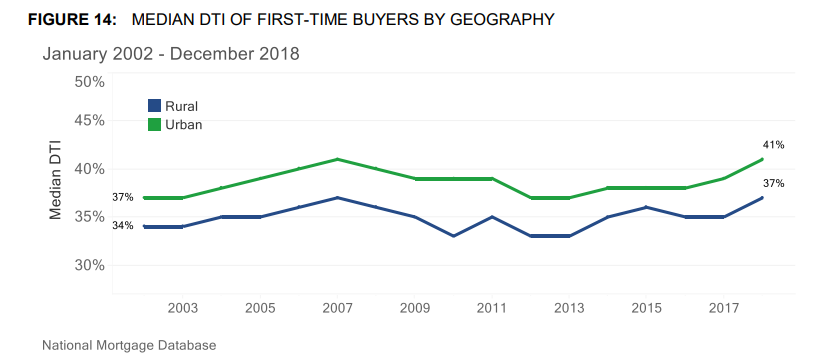 FIGURE 14: MEDIAN DTI OF FIRST-TIME BUYERS BY GEOGRAPHY
January 2002 - December 2018
50%
45%
40%
35%
30%
Median DTI
Rural
Urban
37%
34%
41%
37%
2003 2005 2007 2009 2011 2013 2015 2017
National Mortgage Database